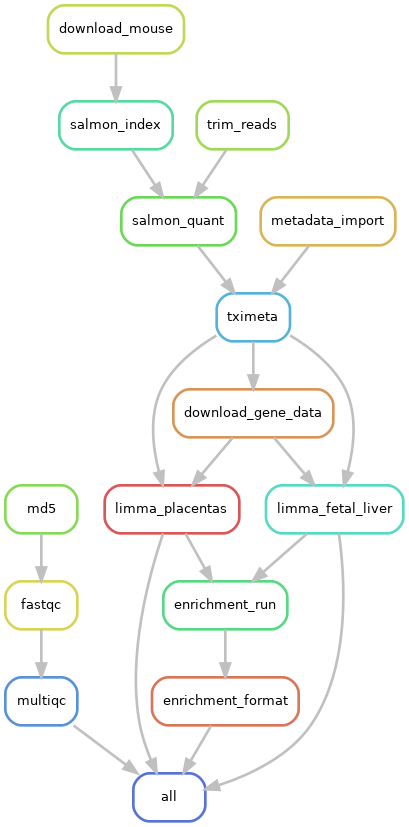 download_mouse
salmon_index
trim_reads
salmon_quant
metadata_import
tximeta
download_gene_data
md5
limma_placentas
limma_fetal_liver
fastqc
enrichment_run
multiqc
enrichment_format
all